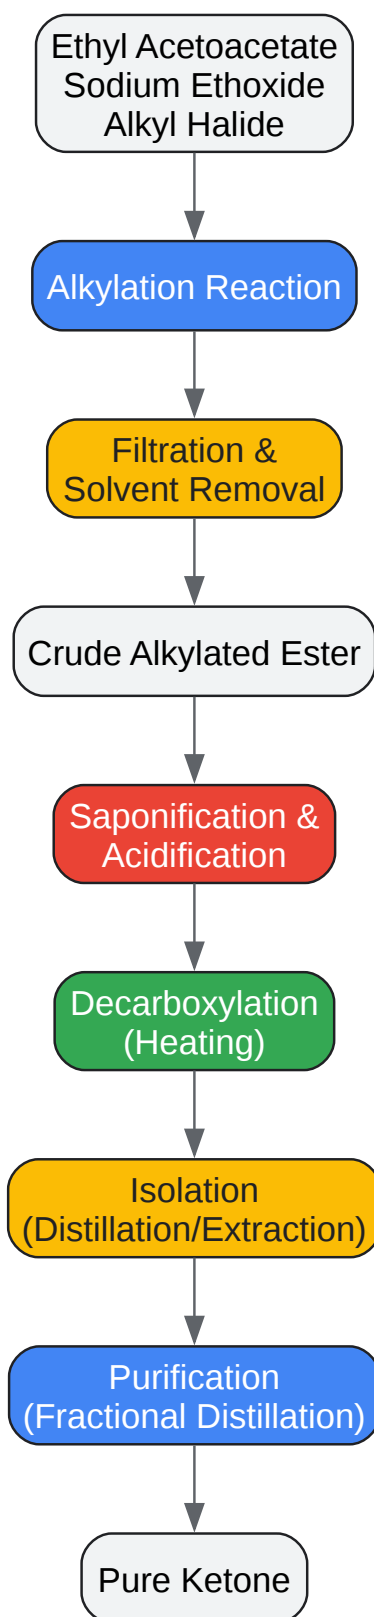 Ethyl Acetoacetate
Sodium Ethoxide
Alkyl Halide
Alkylation Reaction
Filtration &
Solvent Removal
Crude Alkylated Ester
Saponification &
Acidification
Decarboxylation
(Heating)
Isolation
(Distillation/Extraction)
Purification
(Fractional Distillation)
Pure Ketone